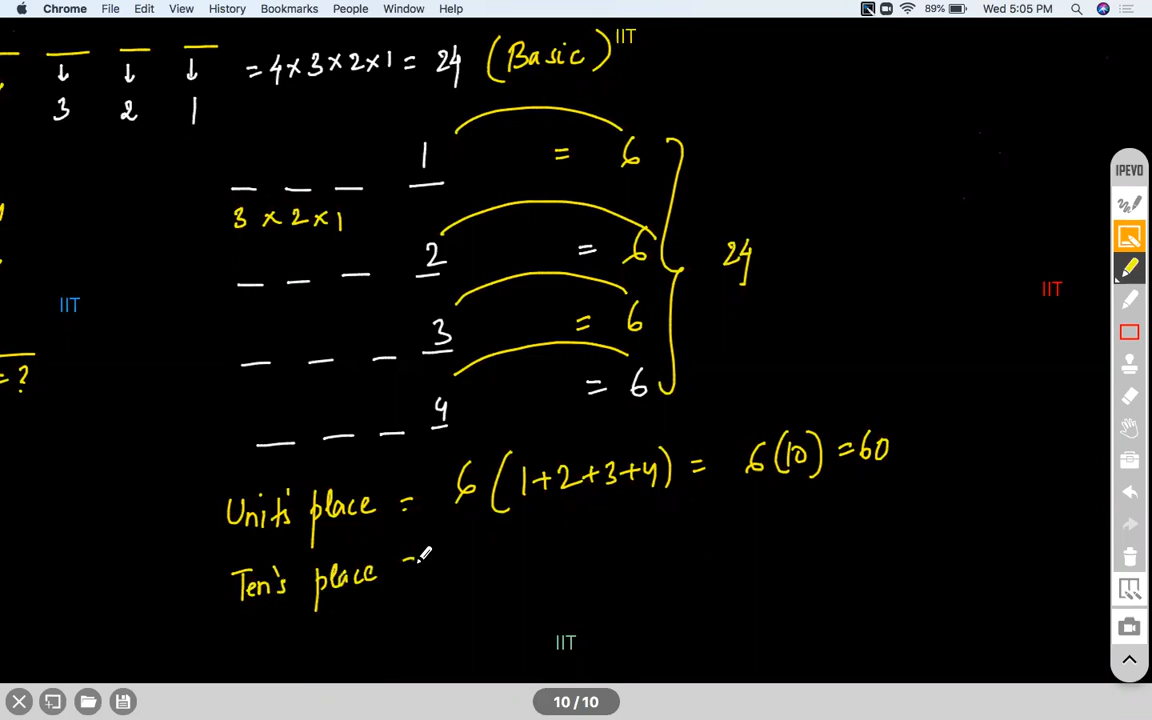 Chrome File Edit View History Bookmarks People Window Help 89% Wed 5:05 PM
= 4 × 3 × 2 × 1 = 24 (Basic) IIT
3 2 1
1 = 6
IPEVO
3 × 2 × 1
2 = 6
24
IIT IIT
3 = 6
= ?
4 = 6
Unit's place = 6 (1+2+3+4) = 6(10) = 60
Ten's place =
IIT
10 / 10